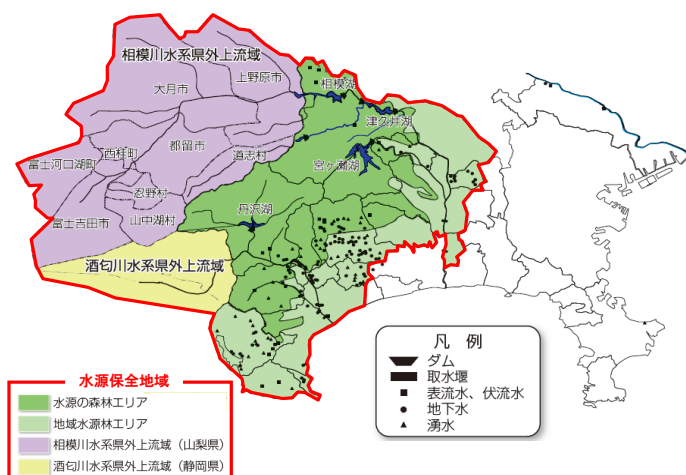 相模川水系県外上流域
上野原市
大月市
相模湖
津久井湖
都留市
西桂町
道志村
富士河口湖町
宮ヶ瀬湖
忍野村
富士吉田市
山中湖村
丹沢湖
酒匂川水系県外上流域
凡 例
ダム
取水堰
表流水、伏流水
地下水
湧水
水源保全地域
水源の森林エリア
地域水源林エリア
相模川水系県外上流域（山梨県）
酒匂川水系県外上流域（静岡県）